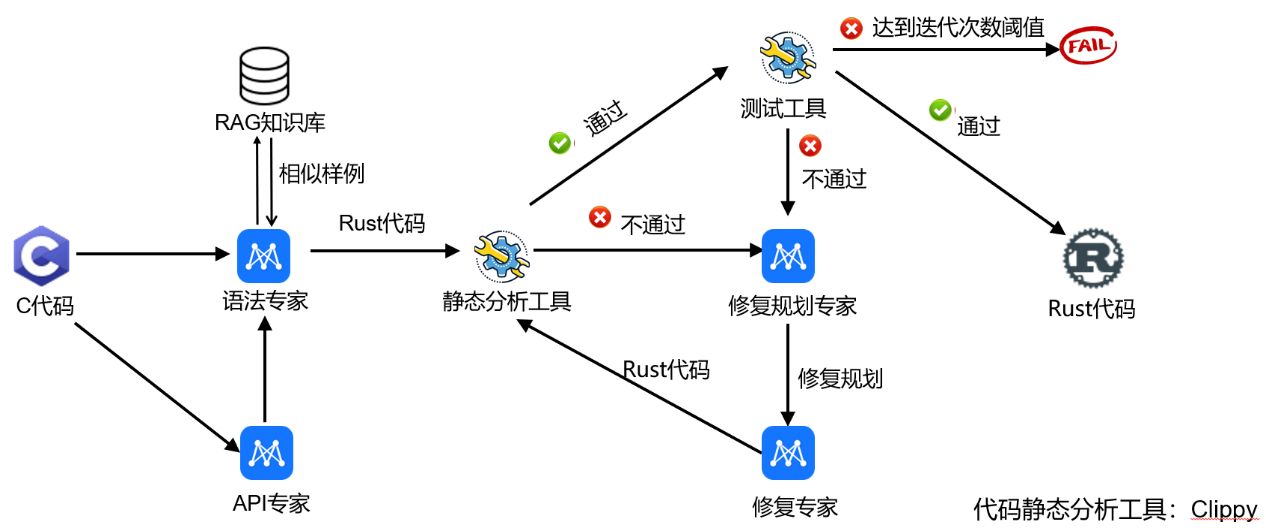 达到迭代次数阈值
FAIL
RAG知识库
测试工具
通过
通过
相似样例
不通过
Rust代码
不通过
C
C代码
语法专家
静态分析工具
修复规划专家
R
Rust代码
Rust代码
修复规划
API专家
修复专家
代码静态分析工具：Clippy